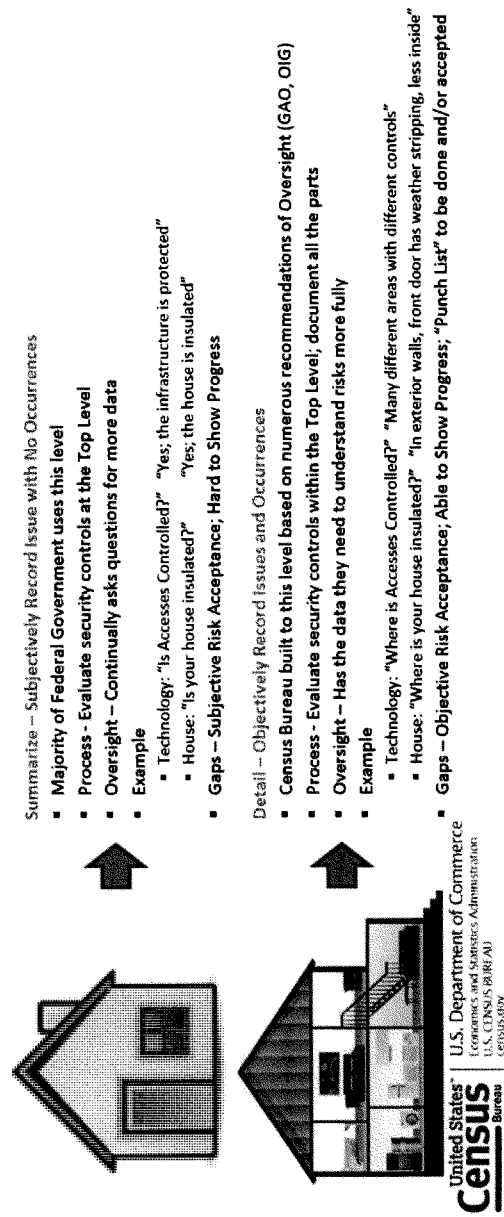 Summarize – Subjectively Record Issue with No Occurrences
▪ Majority of Federal Government uses this level
▪ Process - Evaluate security controls at the Top Level
▪ Oversight – Continually asks questions for more data
▪ Example
▪ Technology: "Is Accesses Controlled?" "Yes; the infrastructure is protected"
▪ House: "Is your house insulated?" "Yes; the house is insulated"
▪ Gaps – Subjective Risk Acceptance; Hard to Show Progress
Detail – Objectively Record Issues and Occurrences
▪ Census Bureau built to this level based on numerous recommendations of Oversight (GAO, OIG)
▪ Process - Evaluate security controls within the Top Level; document all the parts
▪ Oversight – Has the data they need to understand risks more fully
▪ Example
▪ Technology: "Where is Accesses Controlled?" "Many different areas with different controls"
▪ House: "Where is your house insulated?" "In exterior walls, front door has weather stripping, less inside"
▪ Gaps – Objective Risk Acceptance; Able to Show Progress; "Punch List" to be done and/or accepted
United States™
Census
Bureau
U.S. Department of Commerce
Economics and Statistics Administration
U.S. CENSUS BUREAU
census.gov